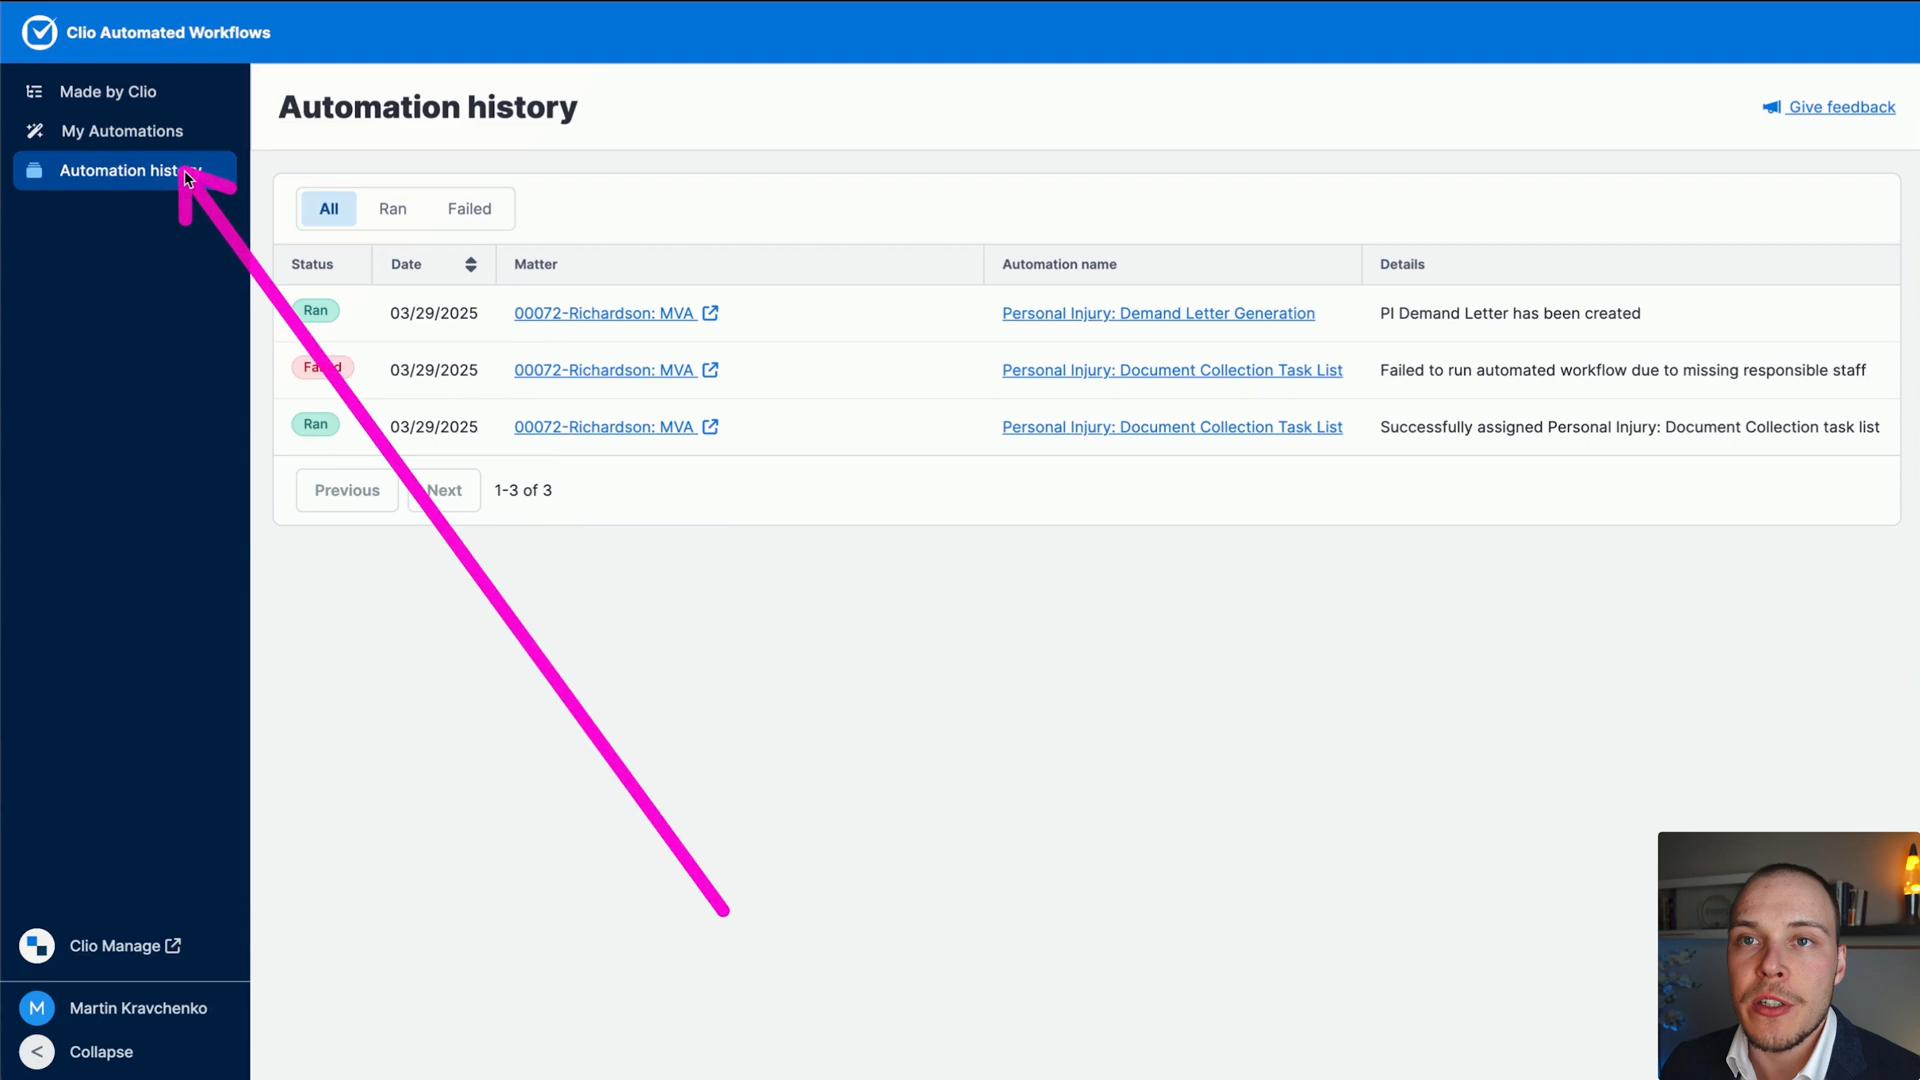 Clio Automated Workflows
Made by Clio
My Automations
Automation history
Automation history
Give feedback
All Ran Failed
Status Date Matter Automation name Details
Ran 03/29/2025 00072-Richardson: MVA Personal Injury: Demand Letter Generation PI Demand Letter has been created
Failed 03/29/2025 00072-Richardson: MVA Personal Injury: Document Collection Task List Failed to run automated workflow due to missing responsible staff
Ran 03/29/2025 00072-Richardson: MVA Personal Injury: Document Collection Task List Successfully assigned Personal Injury: Document Collection task list
Previous Next 1-3 of 3
Clio Manage
M Martin Kravchenko
< Collapse